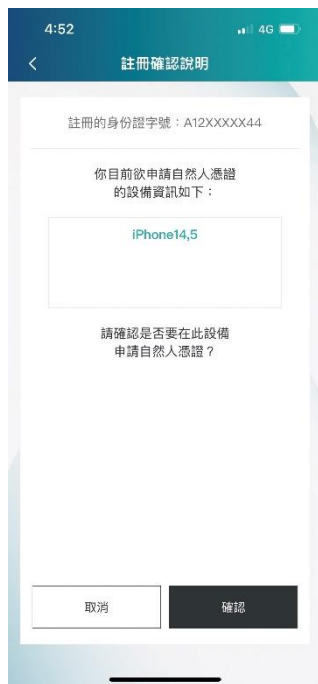 4:52
4G
註冊確認說明
註冊的身份證字號：A12XXXXX44
你目前欲申請自然人憑證
的設備資訊如下：
iPhone14,5
請確認是否要在此設備
申請自然人憑證？
取消
確認